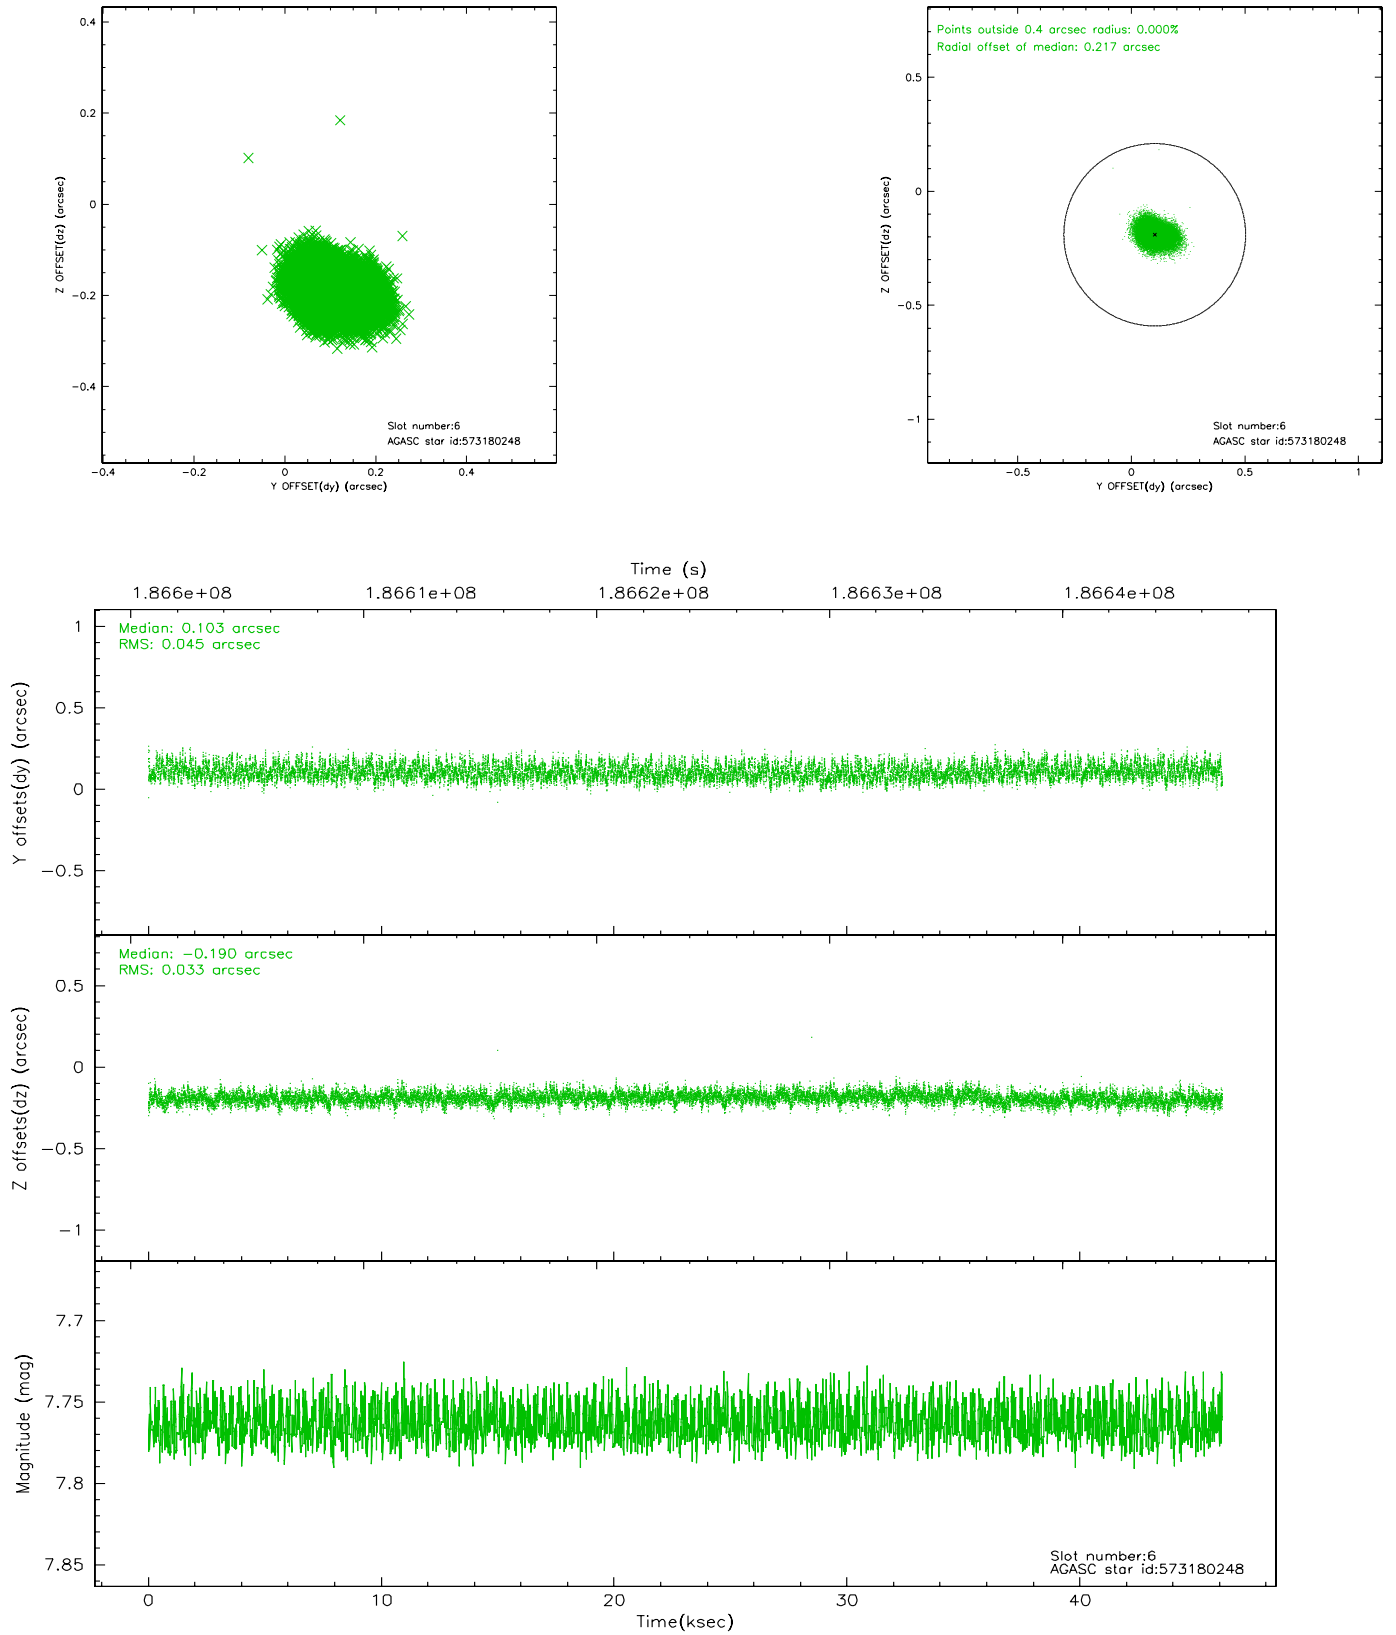 0.4
0.2
0
−0.2
−0.4
Z OFFSET(dz) (arcsec)
Slot number:6
AGASC star id:573180248
−0.4
−0.2
0
0.2
0.4
Y OFFSET(dy) (arcsec)
Points outside 0.4 arcsec radius: 0.000%
Radial offset of median: 0.217 arcsec
0.5
0
−0.5
−1
Z OFFSET(dz) (arcsec)
Slot number:6
AGASC star id:573180248
−0.5
0
0.5
1
Y OFFSET(dy) (arcsec)
Time (s)
1.866e+08
1.8661e+08
1.8662e+08
1.8663e+08
1.8664e+08
Median: 0.103 arcsec
RMS: 0.045 arcsec
1
0.5
0
−0.5
Y offsets(dy) (arcsec)
Median: −0.190 arcsec
RMS: 0.033 arcsec
0.5
0
−0.5
−1
Z offsets(dz) (arcsec)
7.7
7.75
7.8
7.85
Magnitude (mag)
Slot number:6
AGASC star id:573180248
0
10
20
30
40
Time(ksec)